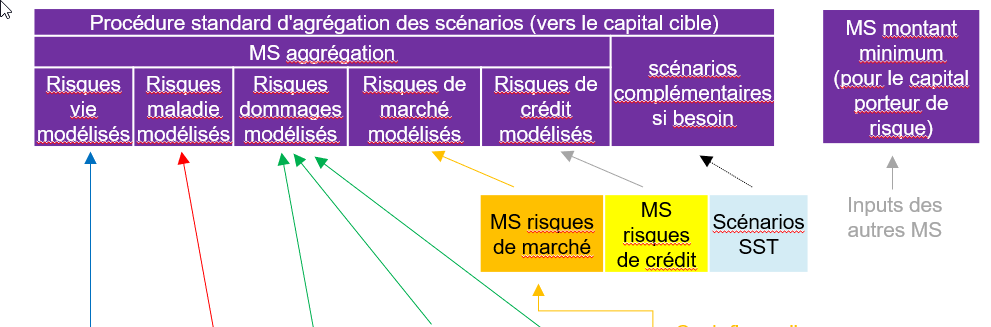 Procédure standard d'agrégation des scénarios (vers le capital cible)
MS aggrégation
Risques
vie
modélisés
Risques
maladie
modélisés
Risques
dommages
modélisés
Risques de
marché
modélisés
Risques de
crédit
modélisés
scénarios
complémentaires
si besoin
MS montant
minimum
(pour le capital
porteur de
risque)
MS risques
de marché
MS
risques
de crédit
Scénarios
SST
Inputs des
autres MS